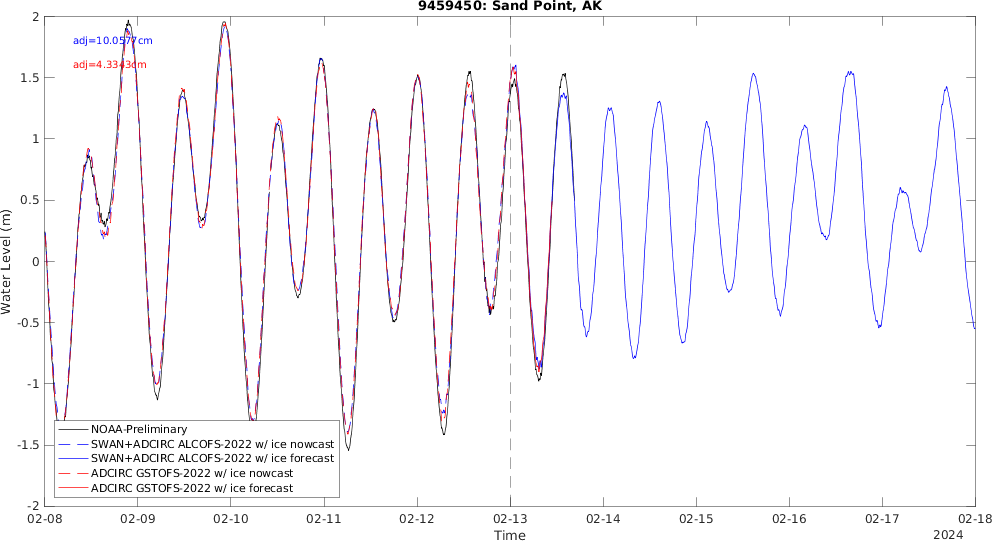 9459450: Sand Point, AK
adj=10.0577cm
adj=4.3343cm
2
1.5
1
0.5
0
-0.5
-1
-1.5
-2
Water Level (m)
NOAA-Preliminary
SWAN+ADCIRC ALCOFS-2022 w/ ice nowcast
SWAN+ADCIRC ALCOFS-2022 w/ ice forecast
ADCIRC GSTOFS-2022 w/ ice nowcast
ADCIRC GSTOFS-2022 w/ ice forecast
02-08 02-09 02-10 02-11 02-12 02-13 02-14 02-15 02-16 02-17 02-18
Time
2024